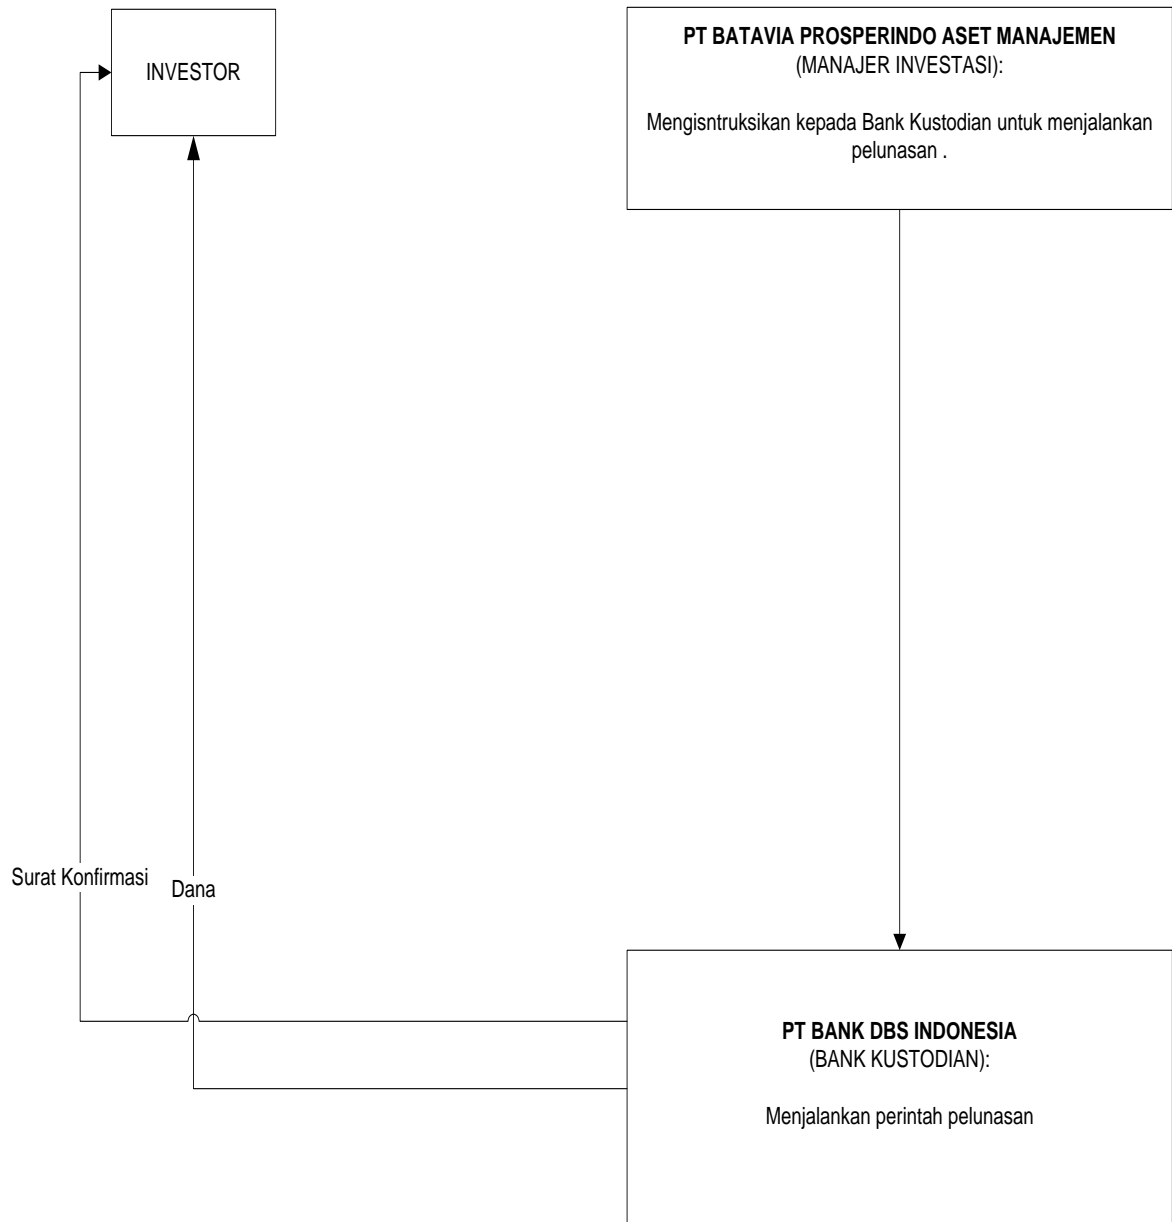 INVESTOR
PT BATAVIA PROSPERINDO ASET MANAJEMEN
(MANAJER INVESTASI):
Mengisntruksikan kepada Bank Kustodian untuk menjalankan
pelunasan .
Surat Konfirmasi
Dana
PT BANK DBS INDONESIA
(BANK KUSTODIAN):
Menjalankan perintah pelunasan